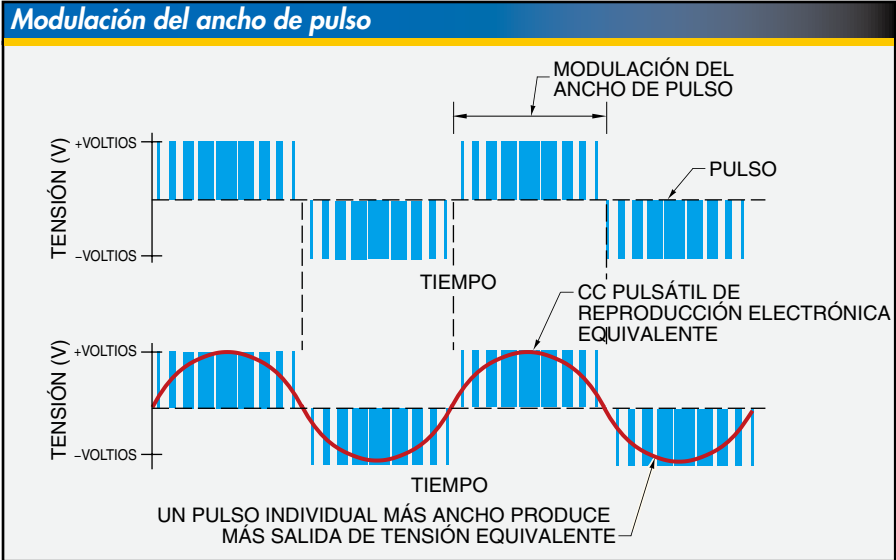 Modulación del ancho de pulso
MODULACIÓN DEL
ANCHO DE PULSO
TENSIÓN (V)
+VOLTIOS
–VOLTIOS
PULSO
TIEMPO
CC PULSÁTIL DE
REPRODUCCIÓN ELECTRÓNICA
EQUIVALENTE
TENSIÓN (V)
+VOLTIOS
–VOLTIOS
TIEMPO
UN PULSO INDIVIDUAL MÁS ANCHO PRODUCE
MÁS SALIDA DE TENSIÓN EQUIVALENTE